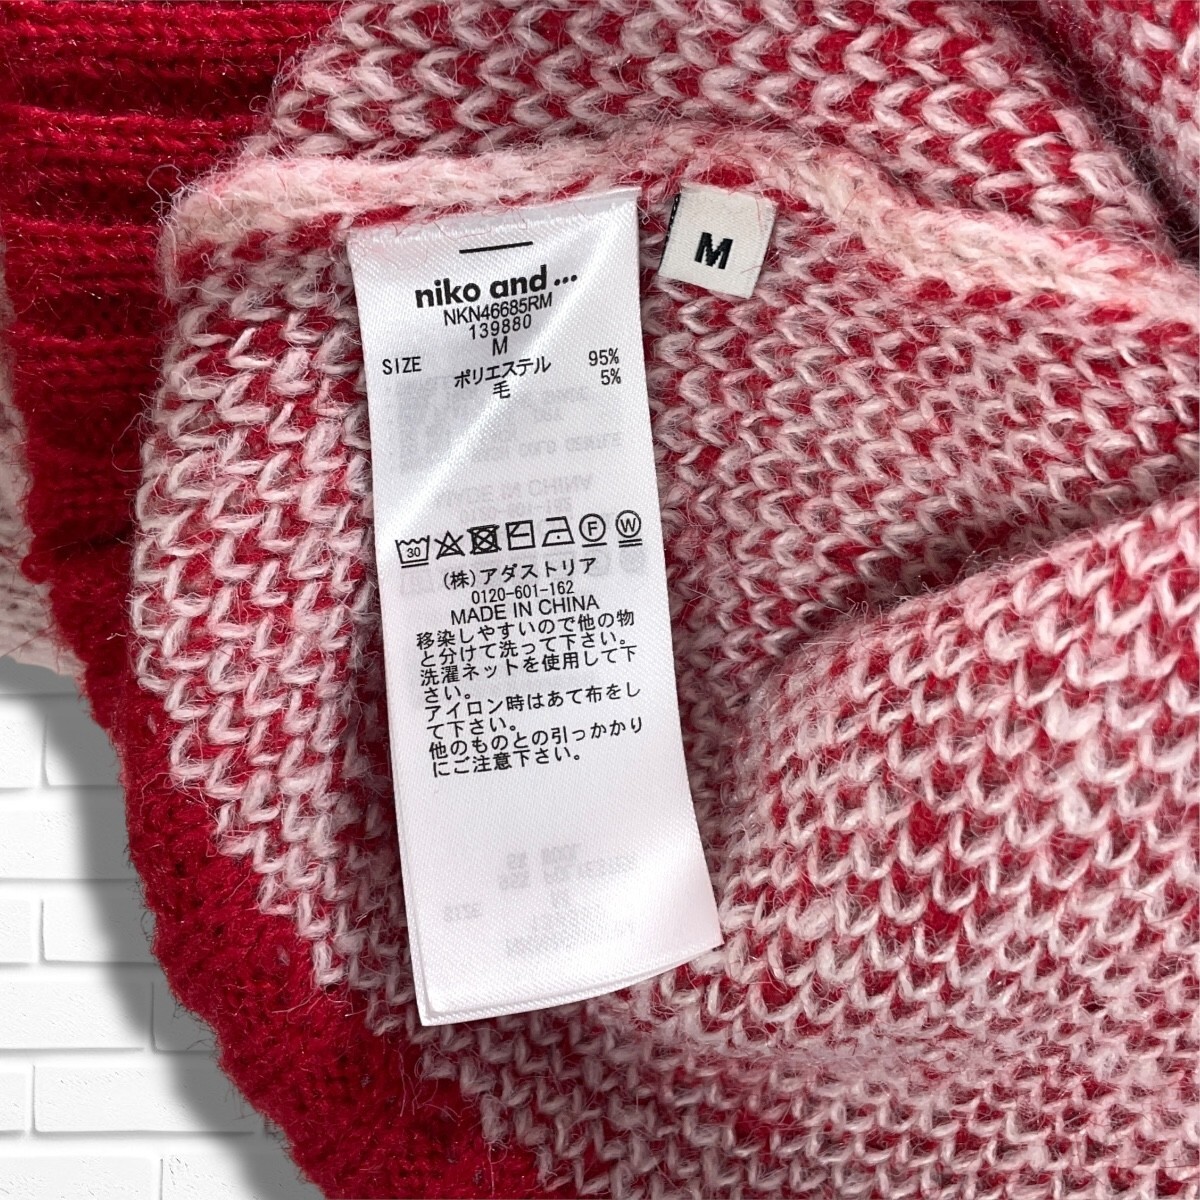 niko and ...
NKN46685RM
139880
SIZE M
ポリエステル 95%
毛 5%
30 F W
(株)アダストリア
0120-601-162
MADE IN CHINA
移染しやすいので他の物
と分けて洗って下さい。
洗濯ネットを使用して下
さい。
アイロン時はあて布をし
て下さい。
他のものとの引っかかり
にご注意下さい。
M